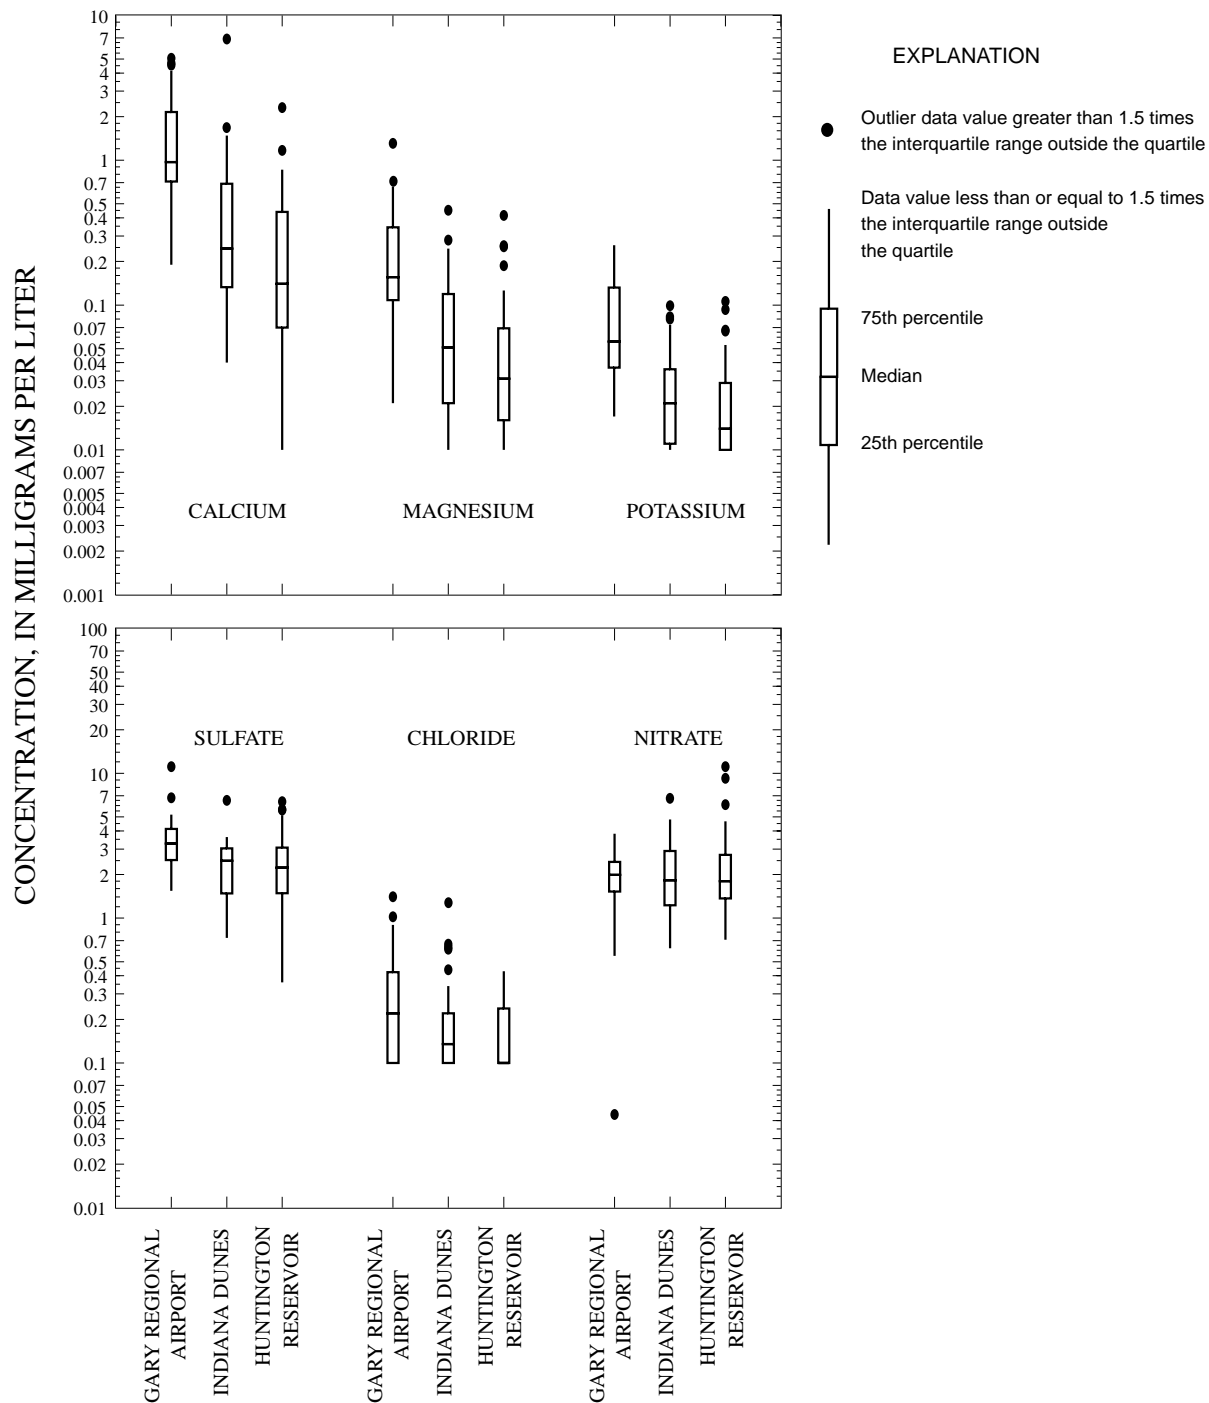 CONCENTRATION, IN MILLIGRAMS PER LITER
10
7
5
4
3
2
1
0.7
0.5
0.4
0.3
0.2
0.1
0.07
0.05
0.04
0.03
0.02
0.01
0.007
0.005
0.004
0.003
0.002
0.001
CALCIUM
MAGNESIUM
POTASSIUM
EXPLANATION
Outlier data value greater than 1.5 times
the interquartile range outside the quartile
Data value less than or equal to 1.5 times
the interquartile range outside
the quartile
75th percentile
Median
25th percentile
100
70
50
40
30
20
10
7
5
4
3
2
1
0.7
0.5
0.4
0.3
0.2
0.1
0.07
0.05
0.04
0.03
0.02
0.01
SULFATE
CHLORIDE
NITRATE
GARY REGIONAL
AIRPORT
INDIANA DUNES
HUNTINGTON
RESERVOIR
GARY REGIONAL
AIRPORT
INDIANA DUNES
HUNTINGTON
RESERVOIR
GARY REGIONAL
AIRPORT
INDIANA DUNES
HUNTINGTON
RESERVOIR